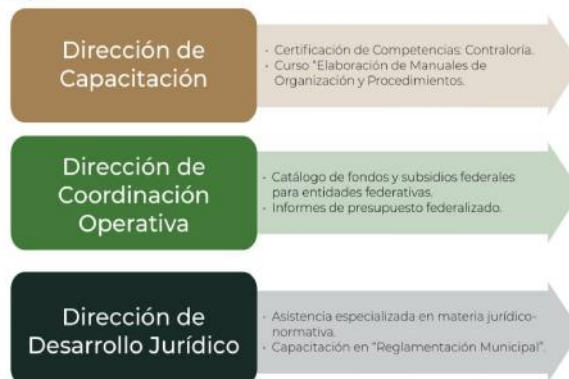 Dirección de
Capacitación
• Certificación de Competencias: Contraloría.
• Curso “Elaboración de Manuales de
Organización y Procedimientos.
Dirección de
Coordinación
Operativa
• Catálogo de fondos y subsidios federales
para entidades federativas.
• Informes de presupuesto federalizado.
Dirección de
Desarrollo Jurídico
• Asistencia especializada en materia jurídico-
normativa.
• Capacitación en “Reglamentación Municipal”.